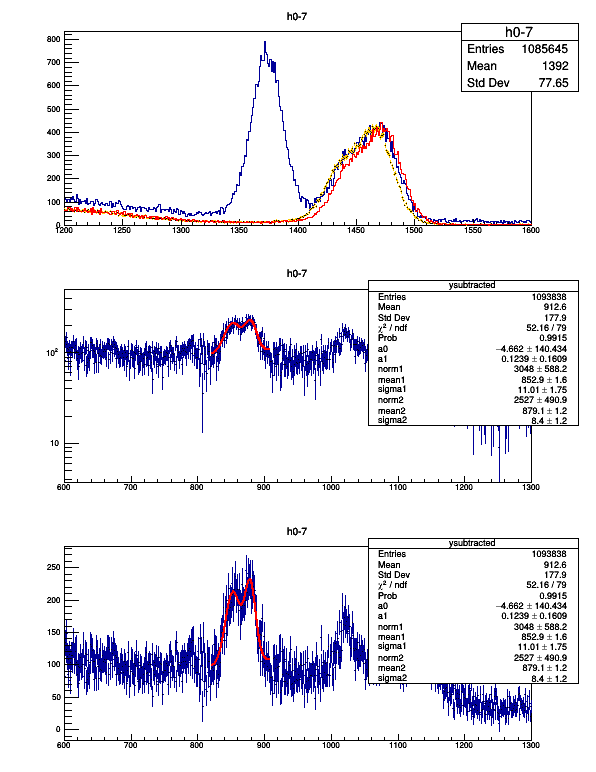 h0-7
h0-7
Entries 1085645
Mean 1392
Std Dev 77.65
800
700
600
500
400
300
200
100
0
1200 1250 1300 1350 1400 1450 1500 1550 1600
h0-7
ysubtracted
Entries 1093838
Mean 912.6
Std Dev 177.9
χ² / ndf 52.16 / 79
Prob 0.9915
a0 −4.662 ± 140.434
a1 0.1239 ± 0.1609
norm1 3048 ± 588.2
mean1 852.9 ± 1.6
sigma1 11.01 ± 1.75
norm2 2527 ± 490.9
mean2 879.1 ± 1.2
sigma2 8.4 ± 1.2
10²
10
600 700 800 900 1000 1100 1200 1300
h0-7
ysubtracted
Entries 1093838
Mean 912.6
Std Dev 177.9
χ² / ndf 52.16 / 79
Prob 0.9915
a0 −4.662 ± 140.434
a1 0.1239 ± 0.1609
norm1 3048 ± 588.2
mean1 852.9 ± 1.6
sigma1 11.01 ± 1.75
norm2 2527 ± 490.9
mean2 879.1 ± 1.2
sigma2 8.4 ± 1.2
250
200
150
100
50
0
600 700 800 900 1000 1100 1200 1300